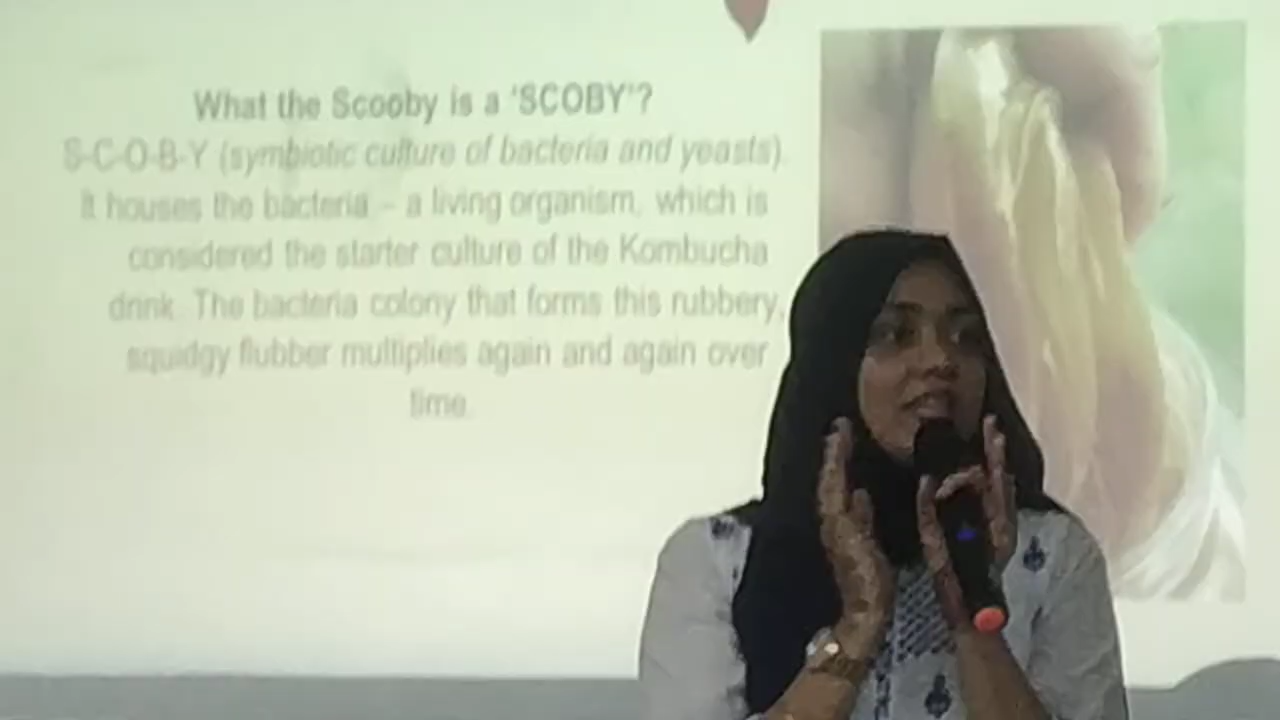 What the Scooby is a 'SCOBY'?
S-C-O-B-Y (symbiotic culture of bacteria and yeasts).
It houses the bacteria – a living organism, which is
considered the starter culture of the Kombucha
drink. The bacteria colony that forms this rubbery,
squidgy flubber multiplies again and again over
time.